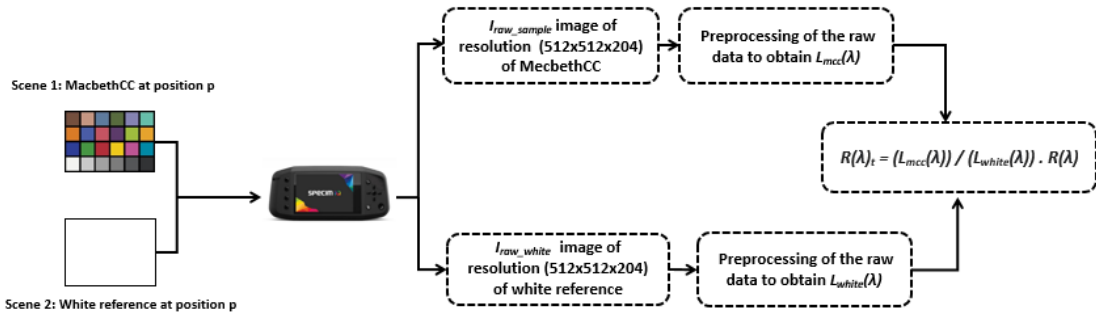 Scene 1: MacbethCC at position p
Scene 2: White reference at position p
SPECIM IQ
I_raw_sample image of
resolution (512x512x204)
of MecbethCC
Preprocessing of the raw
data to obtain L_mcc(λ)
I_raw_white image of
resolution (512x512x204)
of white reference
Preprocessing of the raw
data to obtain L_white(λ)
R(λ)_t = (L_mcc(λ)) / (L_white(λ)) . R(λ)